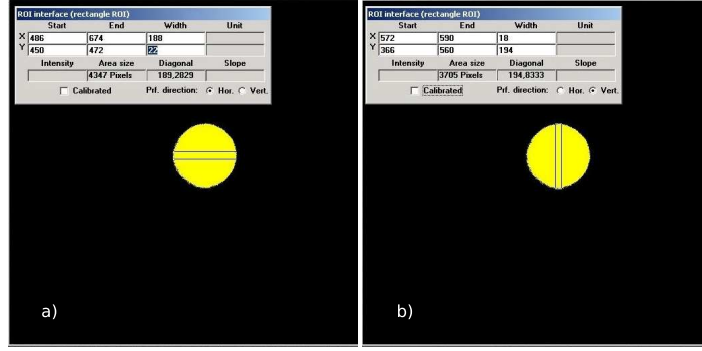 ROI interface (rectangle ROI)
Start End Width Unit
X 486 674 188
Y 450 472 22
Intensity Area size Diagonal Slope
4347 Pixels 189,2829
Calibrated Prf. direction: Hor. Vert.
a)
ROI interface (rectangle ROI)
Start End Width Unit
X 572 590 18
Y 366 560 194
Intensity Area size Diagonal Slope
3705 Pixels 194,8333
Calibrated Prf. direction: Hor. Vert.
b)